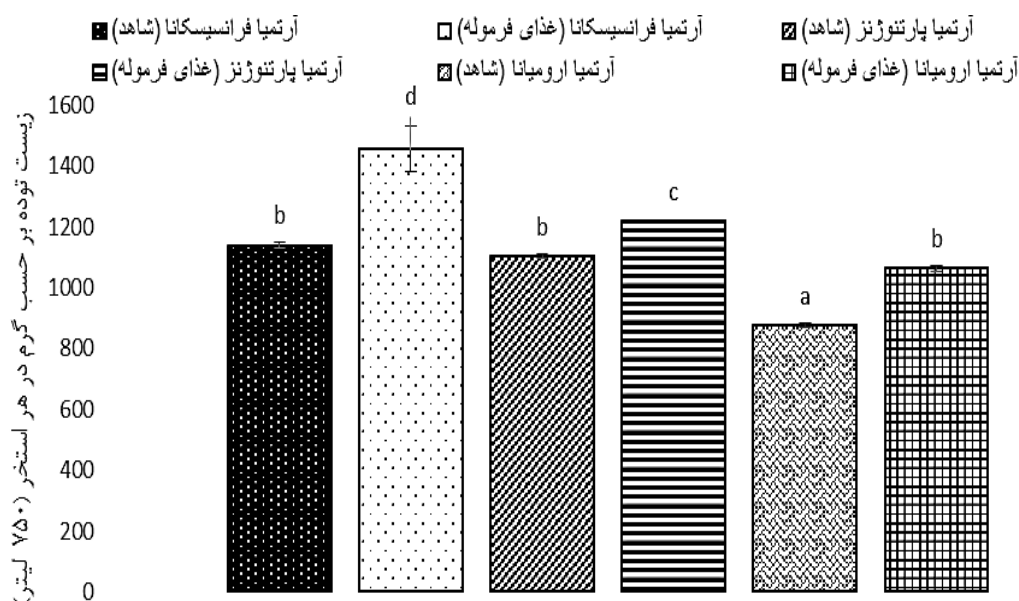 آرتمیا فرانسیسکانا (شاهد) آرتمیا فرانسیسکانا (غذای فرموله) آرتمیا پارتنوژنز (شاهد)
آرتمیا پارتنوژنز (غذای فرموله) آرتمیا ارومیانا (شاهد) آرتمیا ارومیانا (غذای فرموله)
زیست توده بر حسب گرم در هر استخر (۷۵۰ لیتر)
1600
1400
1200
1000
800
600
400
200
0
b
d
b
c
a
b